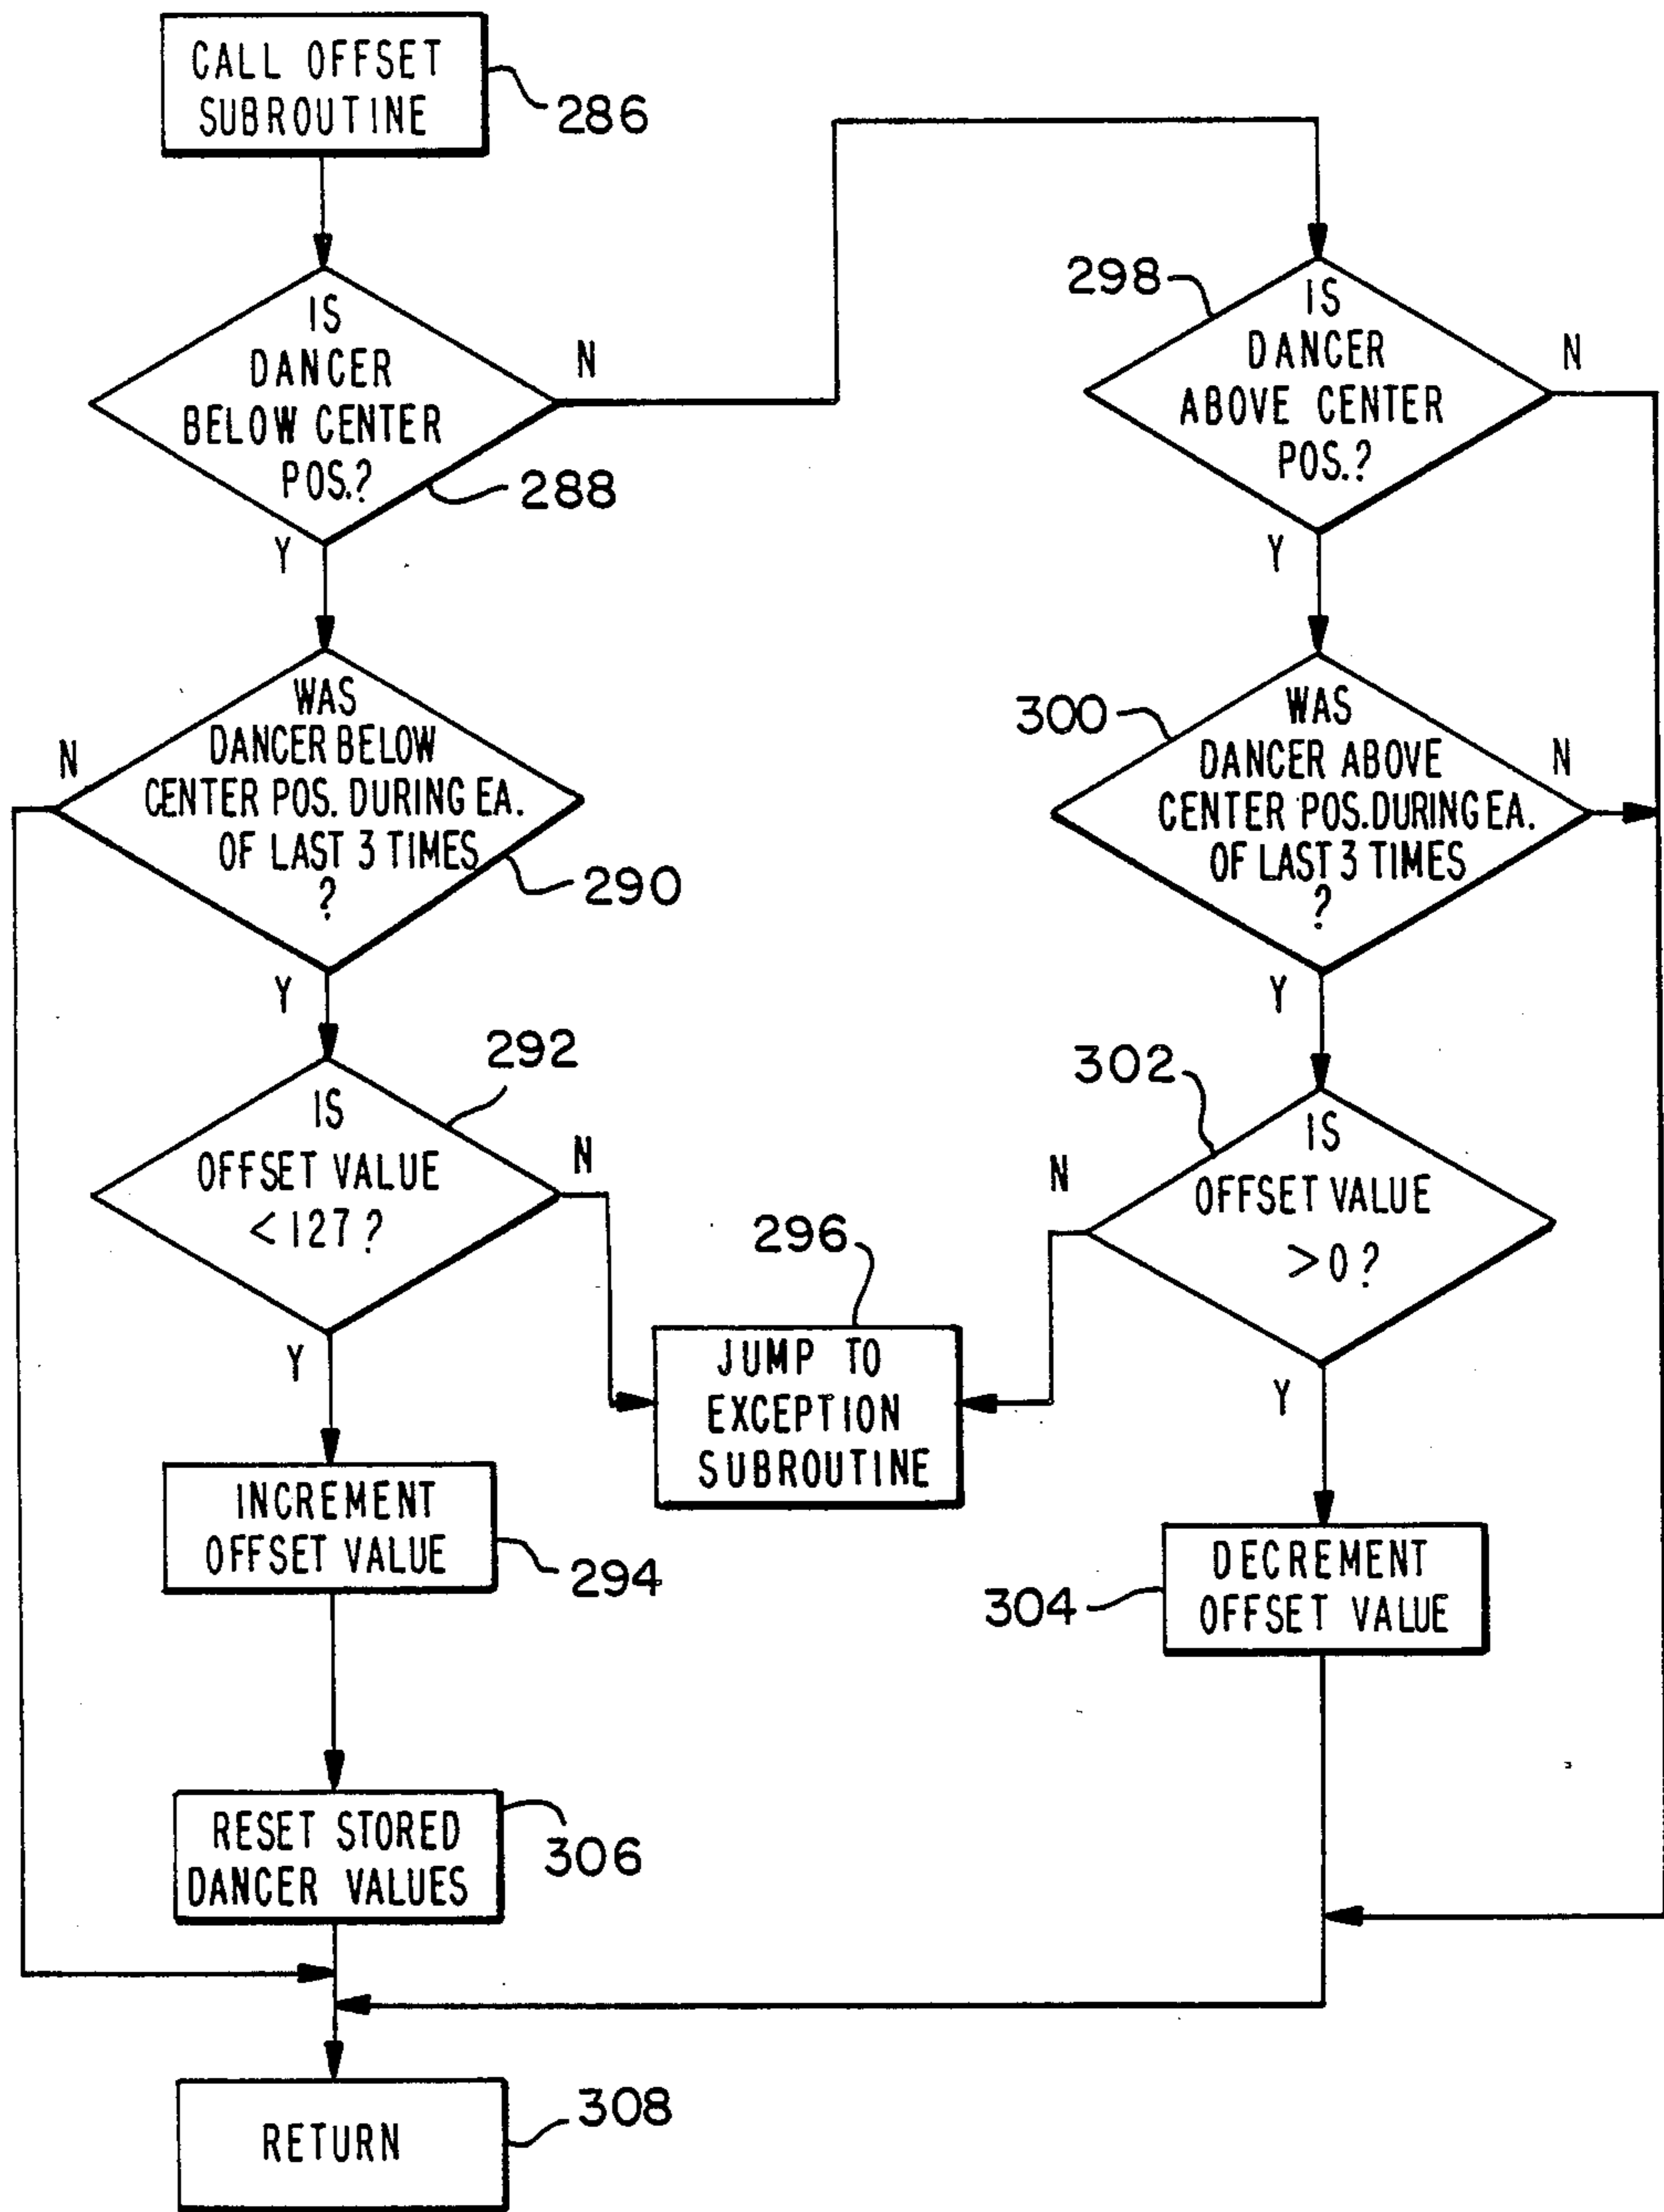 CALL OFFSET
SUBROUTINE
286
IS
DANCER
BELOW CENTER
POS.?
288
N
Y
298
IS
DANCER
ABOVE CENTER
POS.?
N
Y
WAS
DANCER BELOW
CENTER POS. DURING EA.
OF LAST 3 TIMES
?
290
N
Y
300
WAS
DANCER ABOVE
CENTER POS. DURING EA.
OF LAST 3 TIMES
?
N
Y
292
IS
OFFSET VALUE
< 127 ?
N
Y
302
IS
OFFSET VALUE
> 0 ?
N
Y
296
JUMP TO
EXCEPTION
SUBROUTINE
INCREMENT
OFFSET VALUE
294
DECREMENT
OFFSET VALUE
304
RESET STORED
DANCER VALUES
306
RETURN
308